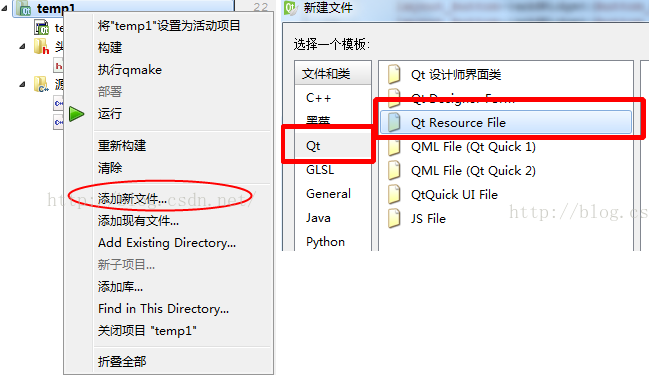 temp1
22
te
将"temp1"设置为活动项目
构建
执行qmake
部署
运行
重新构建
清除
添加新文件...
添加现有文件...
Add Existing Directory...
新子项目...
添加库...
Find in This Directory...
关闭项目 "temp1"
折叠全部
头
h
源
http://blog.csdn.net/
新建文件
选择一个模板:
文件和类
C++
黑莓
Qt
GLSL
General
Java
Python
Qt 设计师界面类
Qt Designer Form
Qt Resource File
QML File (Qt Quick 1)
QML File (Qt Quick 2)
QtQuick UI File
JS File
http://blog.cs